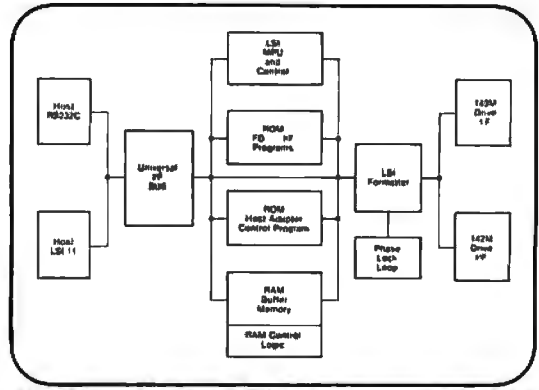 Host
RS232C
Host
LSI 11
Universal
I/F
BUS
LSI
MPU
and
Control
ROM
I/F
Programs
ROM
Host Adapter
Control Program
RAM
Buffer
Memory
RAM Control
Logic
LSI
Formatter
Phase
Lock
Loop
Drive
I/F
142M
Drive
I/F